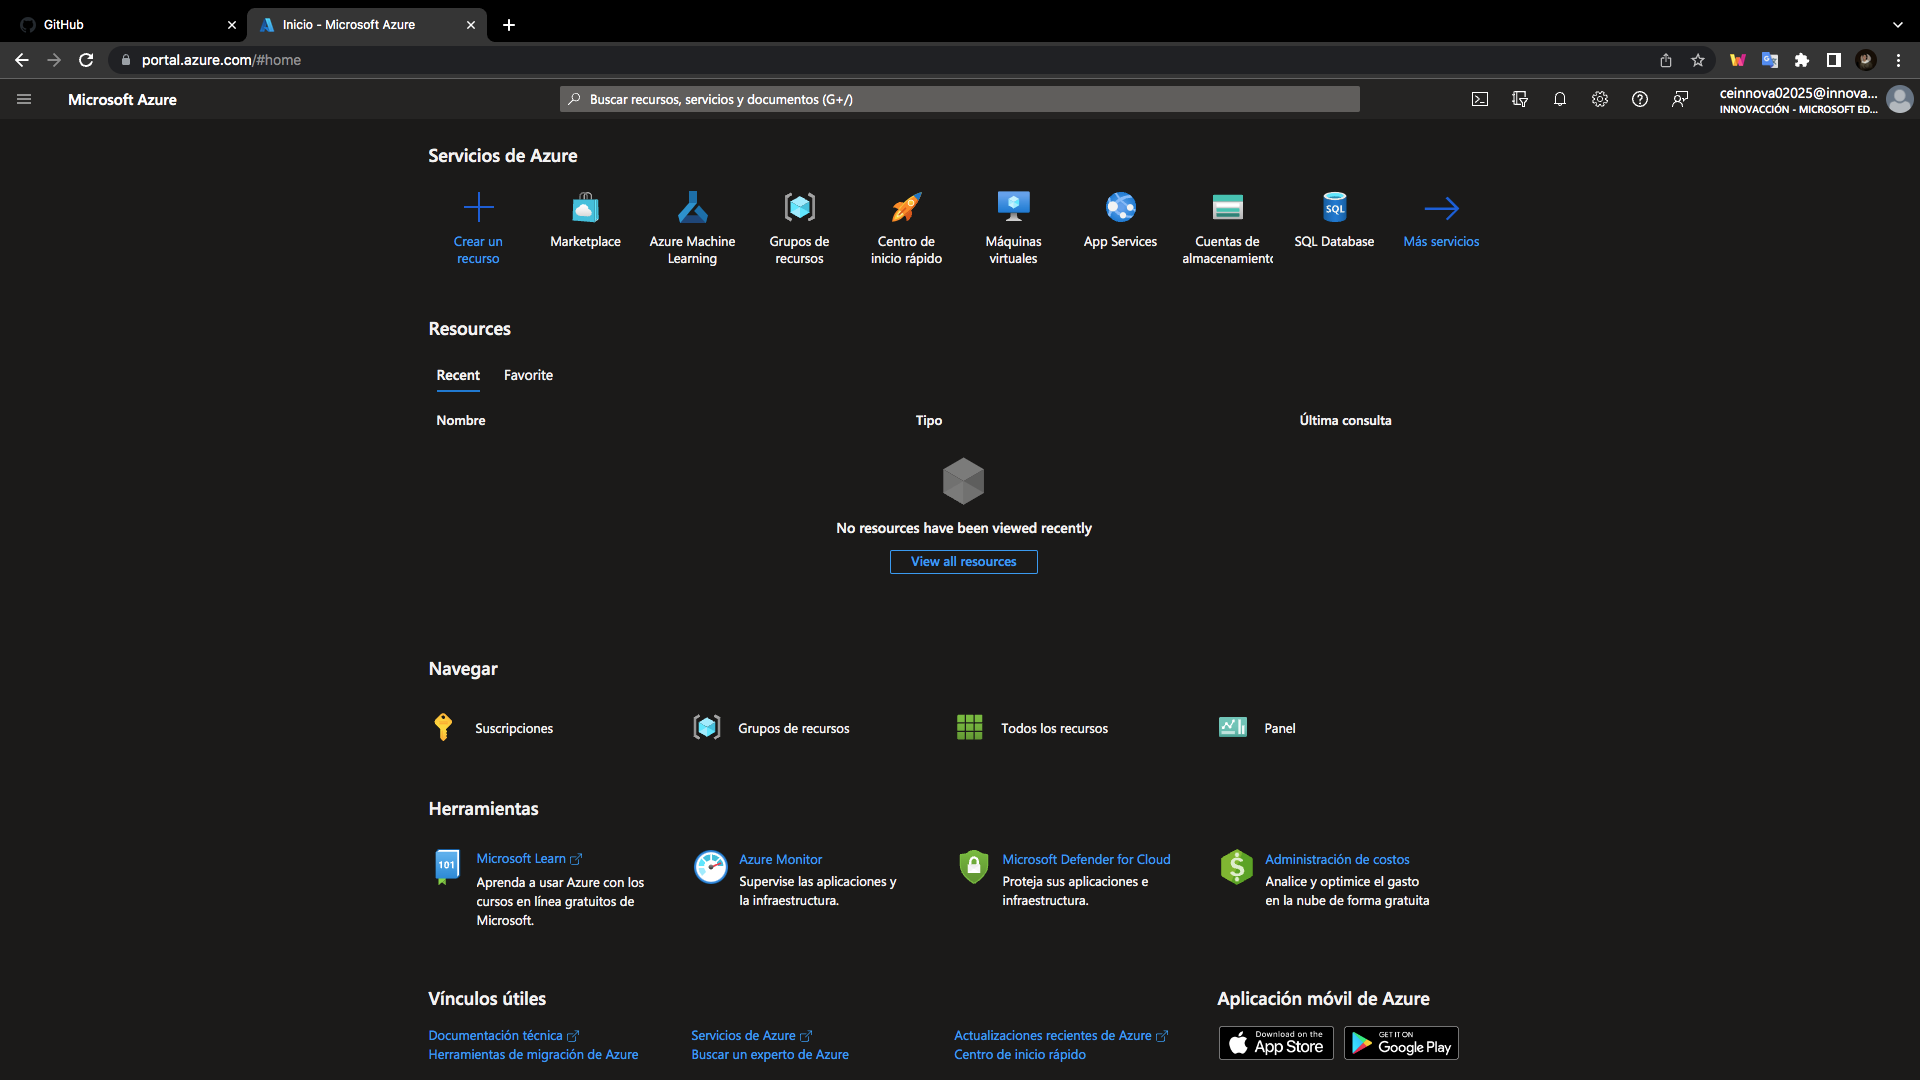 GitHub
Inicio - Microsoft Azure
portal.azure.com/#home
Microsoft Azure
Buscar recursos, servicios y documentos (G+/)
ceinnova02025@innova...
INNOVACCIÓN - MICROSOFT ED...
Servicios de Azure
Crear un
recurso
Marketplace
Azure Machine
Learning
Grupos de
recursos
Centro de
inicio rápido
Máquinas
virtuales
App Services
Cuentas de
almacenamiento
SQL
SQL Database
Más servicios
Resources
Recent
Favorite
Nombre
Tipo
Última consulta
No resources have been viewed recently
View all resources
Navegar
Suscripciones
Grupos de recursos
Todos los recursos
Panel
Herramientas
101
Microsoft Learn
Aprenda a usar Azure con los
cursos en línea gratuitos de
Microsoft.
Azure Monitor
Supervise las aplicaciones y
la infraestructura.
Microsoft Defender for Cloud
Proteja sus aplicaciones e
infraestructura.
Administración de costos
Analice y optimice el gasto
en la nube de forma gratuita
Vínculos útiles
Documentación técnica
Herramientas de migración de Azure
Servicios de Azure
Buscar un experto de Azure
Actualizaciones recientes de Azure
Centro de inicio rápido
Aplicación móvil de Azure
Download on the
App Store
GET IT ON
Google Play